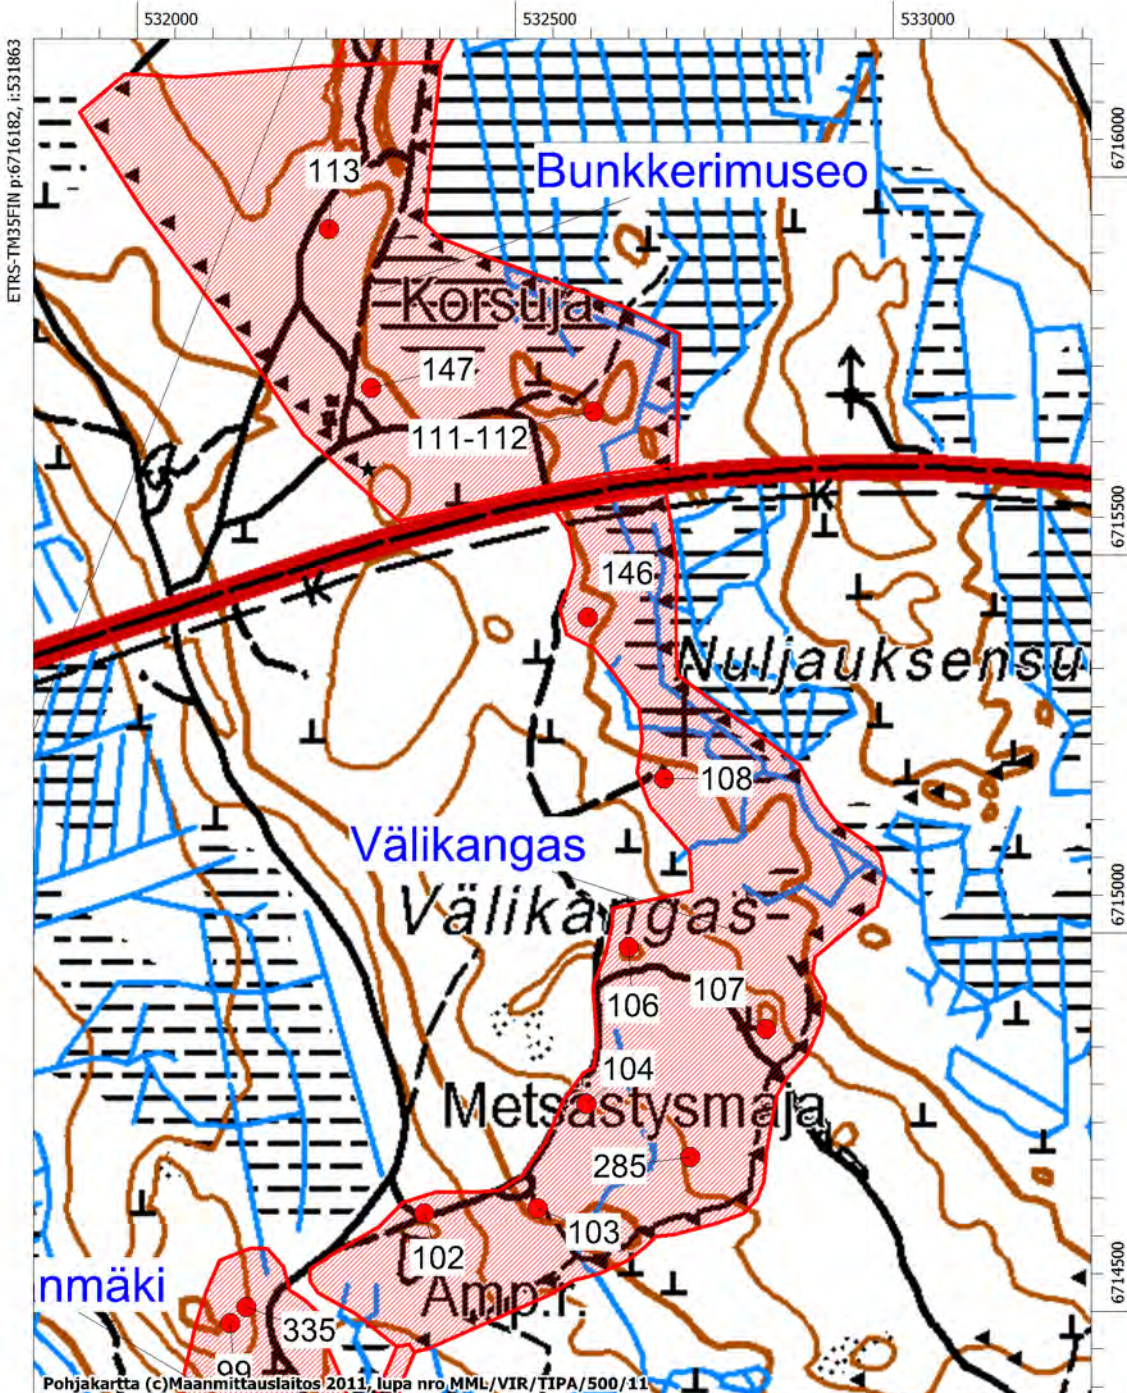 532000 532500 533000
ETRS-TM35FIN p:6716182, i:531863
6716000
113
Bunkkerimuseo
Korsuja
147
111-112
K
6715500
146
K
Nuljauksensu
108
Välikangas
6715000
Välikangas
106
107
104
Metsästysmaja
285
103
102
6714500
nmäki
Amp.r.
335
99
Pohjakartta (c)Maanmittauslaitos 2011, lupa nro MML/VIR/TIPA/500/11